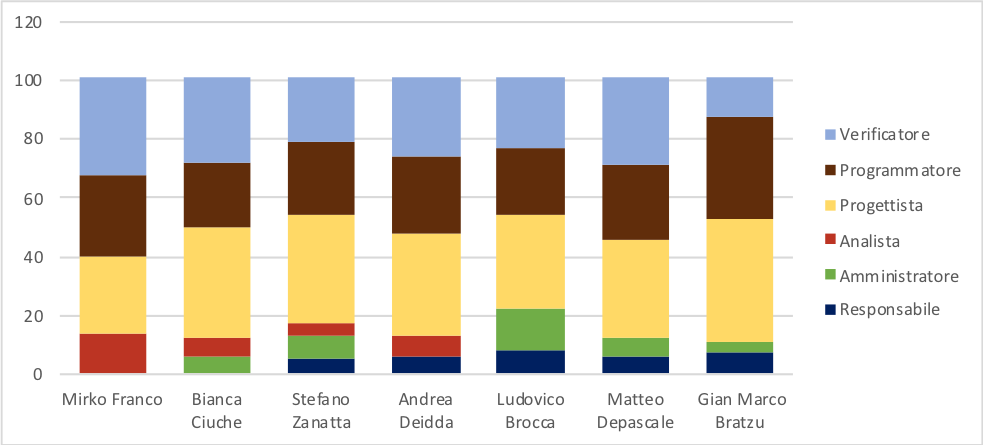 120
100
80
60
40
20
0
Mirko Franco
Bianca
Ciuche
Stefano
Zanatta
Andrea
Deidda
Ludovico
Brocca
Matteo
Depascale
Gian Marco
Bratzu
Verificatore
Programmatore
Progettista
Analista
Amministratore
Responsabile